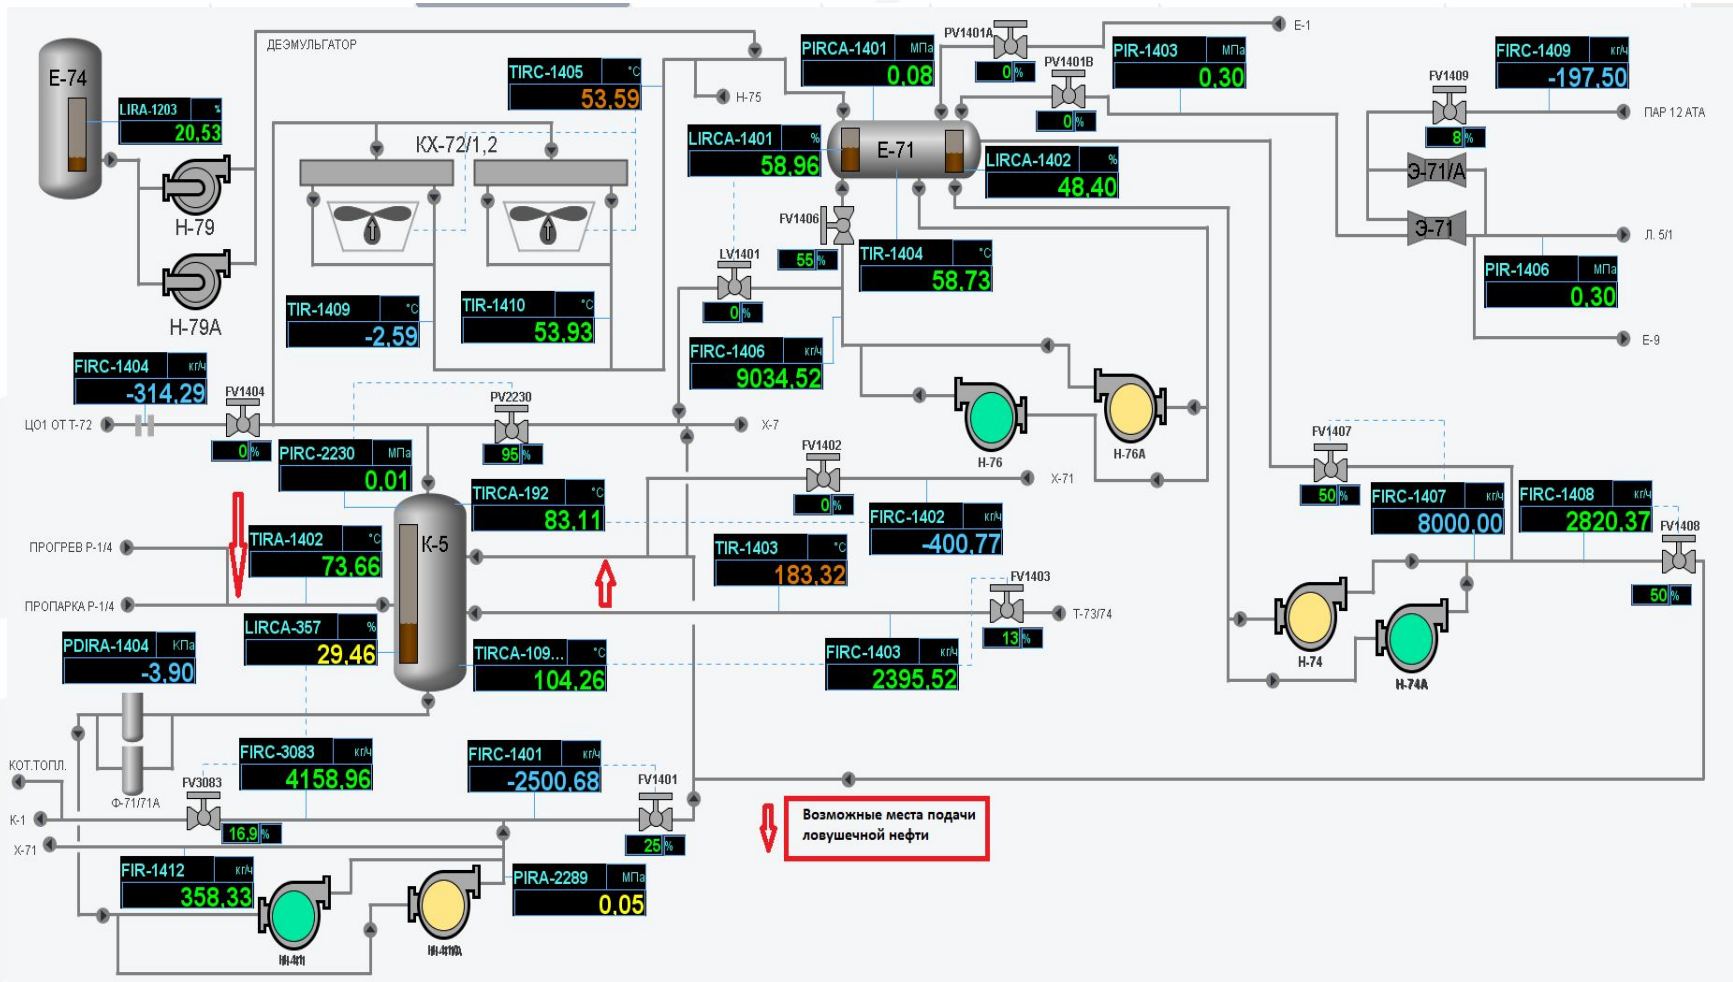 ДЕЭМУЛЬГАТОР
E-74
LIRA-1203 %
20,53
Н-79
Н-79А
TIRC-1405 °C
53,59
Н-75
КХ-72/1,2
TIR-1409 °C
-2,59
TIR-1410 °C
53,93
PIRCA-1401 МПа
0,08
PV1401A
0 %
E-1
PV1401B
0 %
PIR-1403 МПа
0,30
FIRC-1409 кг/ч
-197,50
FV1409
8 %
ПАР 12 АТА
Э-71/А
Э-71
Л. 5/1
PIR-1406 МПа
0,30
Е-9
LIRCA-1401 %
58,96
E-71
LIRCA-1402 %
48,40
FV1406
55 %
TIR-1404 °C
58,73
LV1401
0 %
FIRC-1406 кг/ч
9034,52
Н-76
Н-76А
FIRC-1404 кг/ч
-314,29
FV1404
0 %
ЦО1 ОТ Т-72
PV2230
95 %
Х-7
PIRC-2230 МПа
0,01
TIRCA-192 °C
83,11
FV1402
0 %
Х-71
FIRC-1402 кг/ч
-400,77
FV1407
50 %
FIRC-1407 кг/ч
8000,00
FIRC-1408 кг/ч
2820,37
FV1408
50 %
Н-74
Н-74А
ПРОГРЕВ Р-1/4
TIRA-1402 °C
73,66
К-5
TIR-1403 °C
183,32
FV1403
13 %
Т-73/74
ПРОПАРКА Р-1/4
LIRCA-357 %
29,46
PDIRA-1404 КПа
-3,90
TIRCA-109... °C
104,26
FIRC-1403 кг/ч
2395,52
FIRC-3083 кг/ч
4158,96
FIRC-1401 кг/ч
-2500,68
КОТ.ТОПЛ.
FV3083
16,9 %
FV1401
25 %
Ф-71/71А
К-1
Х-71
Возможные места подачи
ловушечной нефти
FIR-1412 кг/ч
358,33
PIRA-2289 МПа
0,05